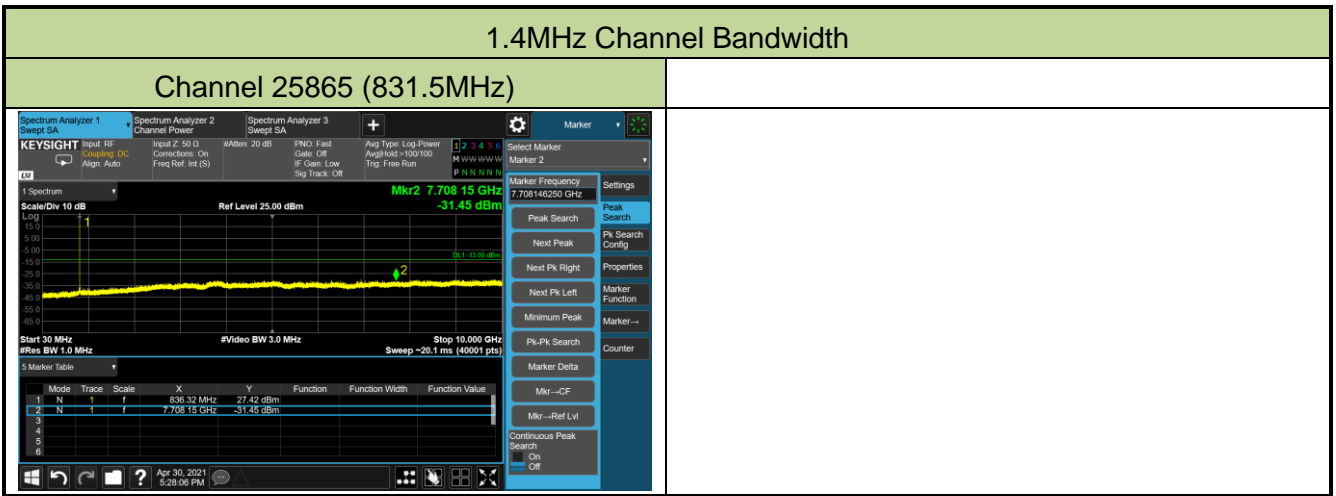 1.4MHz Channel Bandwidth
Channel 25865 (831.5MHz)
Spectrum Analyzer 1
Swept SA
Spectrum Analyzer 2
Channel Power
Spectrum Analyzer 3
Swept SA
+
Marker
KEYSIGHT
Input: RF
Coupling: DC
Align: Auto
Input Z: 50 Ω
Corrections: On
Freq Ref: Int (S)
#Atten: 20 dB
PNO: Fast
Gate: Off
IF Gain: Low
Sig Track: Off
Avg Type: Log-Power
Avg|Hold:>100/100
Trig: Free Run
1 2 3 4 5 6
M W W W W W
P N N N N N
Select Marker
Marker 2
1 Spectrum
Mkr2 7.708 15 GHz
Scale/Div 10 dB
Ref Level 25.00 dBm
-31.45 dBm
Log
15.0
5.00
-5.00
-15.0
-25.0
-35.0
-45.0
-55.0
-65.0
1
DL1 -13.00 dBm
2
Start 30 MHz
#Video BW 3.0 MHz
Stop 10.000 GHz
#Res BW 1.0 MHz
Sweep ~20.1 ms (40001 pts)
5 Marker Table
Mode Trace Scale X Y Function Function Width Function Value
1 N 1 f 836.32 MHz 27.42 dBm
2 N 1 f 7.708 15 GHz -31.45 dBm
3
4
5
6
Marker Frequency
7.708146250 GHz
Peak Search
Next Peak
Next Pk Right
Next Pk Left
Minimum Peak
Pk-Pk Search
Marker Delta
Mkr→CF
Mkr→Ref Lvl
Continuous Peak
Search
On
Off
Settings
Peak
Search
Pk Search
Config
Properties
Marker
Function
Marker→
Counter
?
Apr 30, 2021
5:28:06 PM